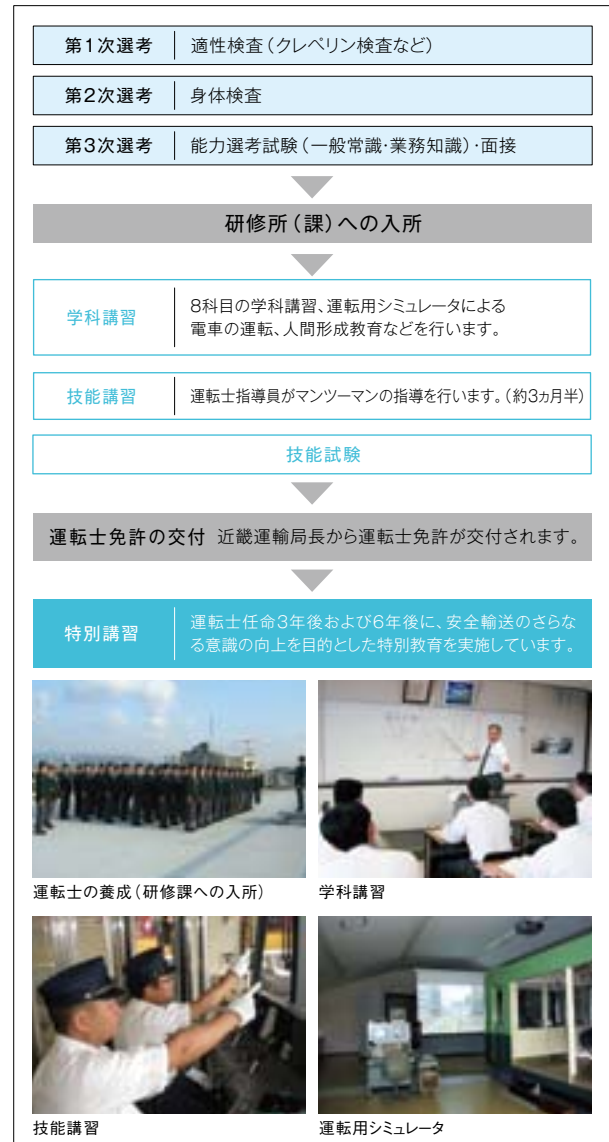 第1次選考 適性検査（クレペリン検査など）
第2次選考 身体検査
第3次選考 能力選考試験（一般常識・業務知識）・面接
研修所（課）への入所
学科講習 8科目の学科講習、運転用シミュレータによる
電車の運転、人間形成教育などを行います。
技能講習 運転士指導員がマンツーマンの指導を行います。（約3ヵ月半）
技能試験
運転士免許の交付 近畿運輸局長から運転士免許が交付されます。
特別講習 運転士任命3年後および6年後に、安全輸送のさらな
る意識の向上を目的とした特別教育を実施しています。
運転士の養成（研修課への入所） 学科講習
技能講習 運転用シミュレータ